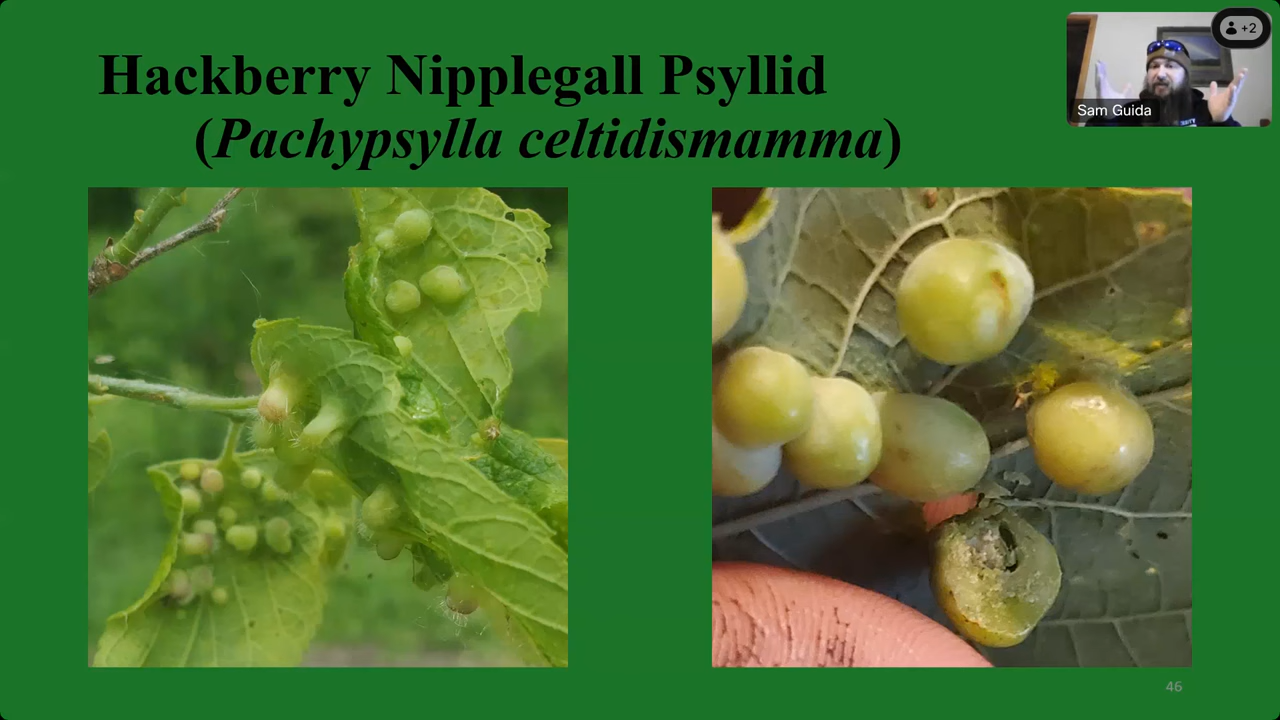 Hackberry Nipplegall Psyllid
(Pachypsylla celtidismamma)
+2
Sam Guida
46